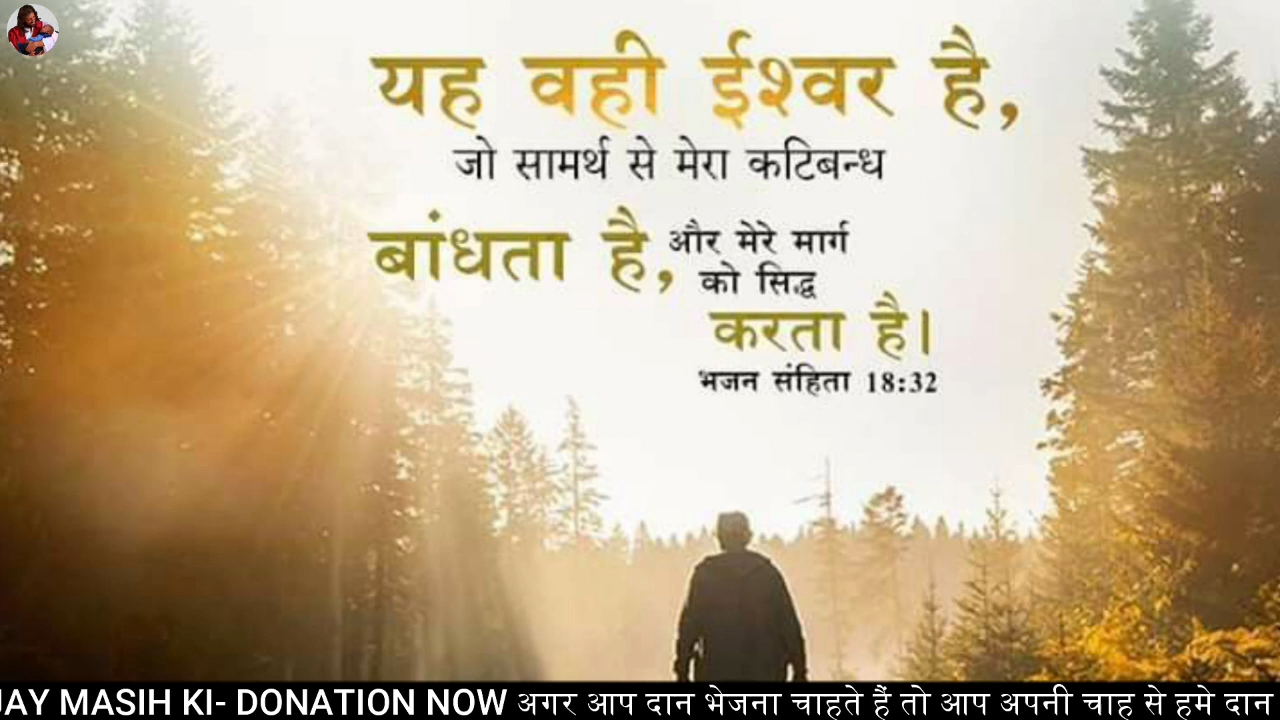 यह वही ईश्वर है,
जो सामर्थ से मेरा कटिबन्ध
बांधता है, और मेरे मार्ग
को सिद्ध
करता है।
भजन संहिता 18:32
JAY MASIH KI- DONATION NOW अगर आप दान भेजना चाहते हैं तो आप अपनी चाह से हमे दान